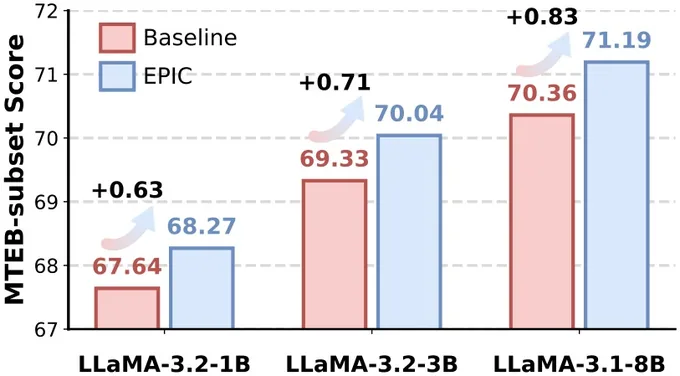 MTEB-subset Score
72
71
70
69
68
67
Baseline
EPIC
+0.63
67.64
68.27
+0.71
69.33
70.04
+0.83
70.36
71.19
LLaMA-3.2-1B
LLaMA-3.2-3B
LLaMA-3.1-8B